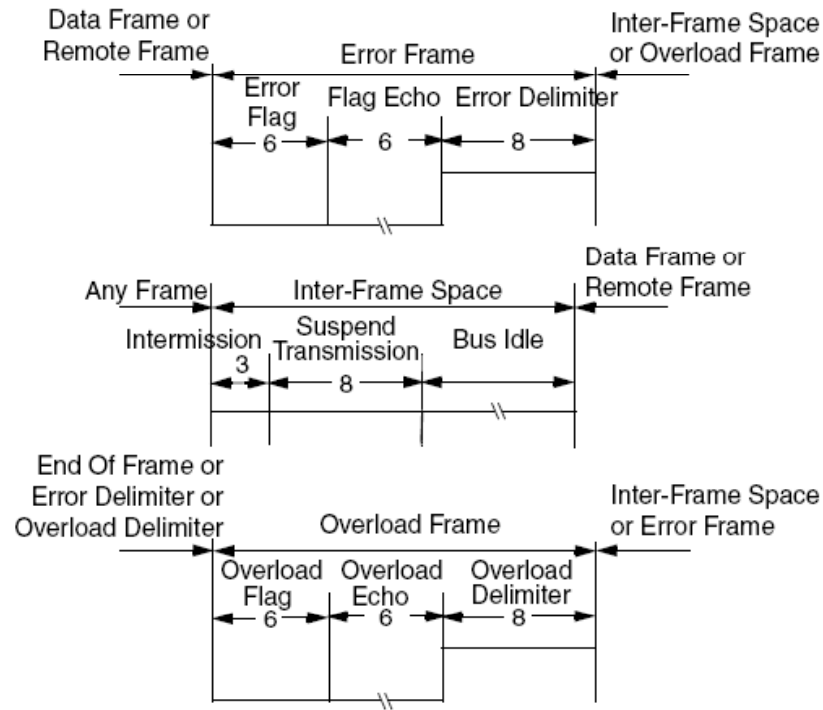 Data Frame or
Remote Frame
Error Frame
Inter-Frame Space
or Overload Frame
Error
Flag
Flag Echo
Error Delimiter
6
6
8
Data Frame or
Remote Frame
Any Frame
Inter-Frame Space
Intermission
Suspend
Transmission
Bus Idle
3
8
End Of Frame or
Error Delimiter or
Overload Delimiter
Overload Frame
Inter-Frame Space
or Error Frame
Overload
Flag
Overload
Echo
Overload
Delimiter
6
6
8